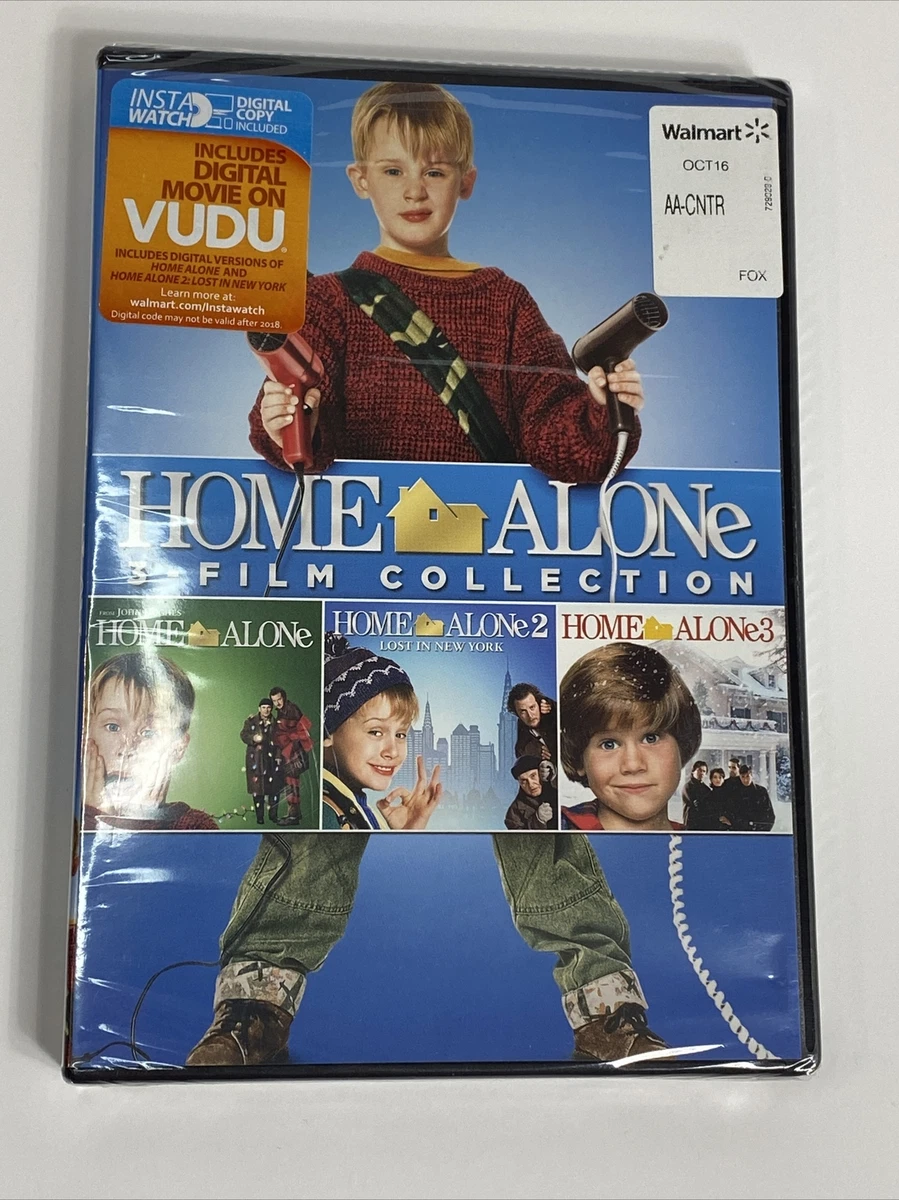 INSTA
WATCH
DIGITAL
COPY
INCLUDED
INCLUDES
DIGITAL
MOVIE ON
VUDU
INCLUDES DIGITAL VERSIONS OF
HOME ALONE AND
HOME ALONE 2: LOST IN NEW YORK
Learn more at:
walmart.com/Instawatch
Digital code may not be valid after 2018.
Walmart
OCT16
AA-CNTR
FOX
HOME ALONe
3-FILM COLLECTION
FROM JOHN HUGHES
HOME ALONe
HOME ALONe 2
LOST IN NEW YORK
HOME ALONe 3